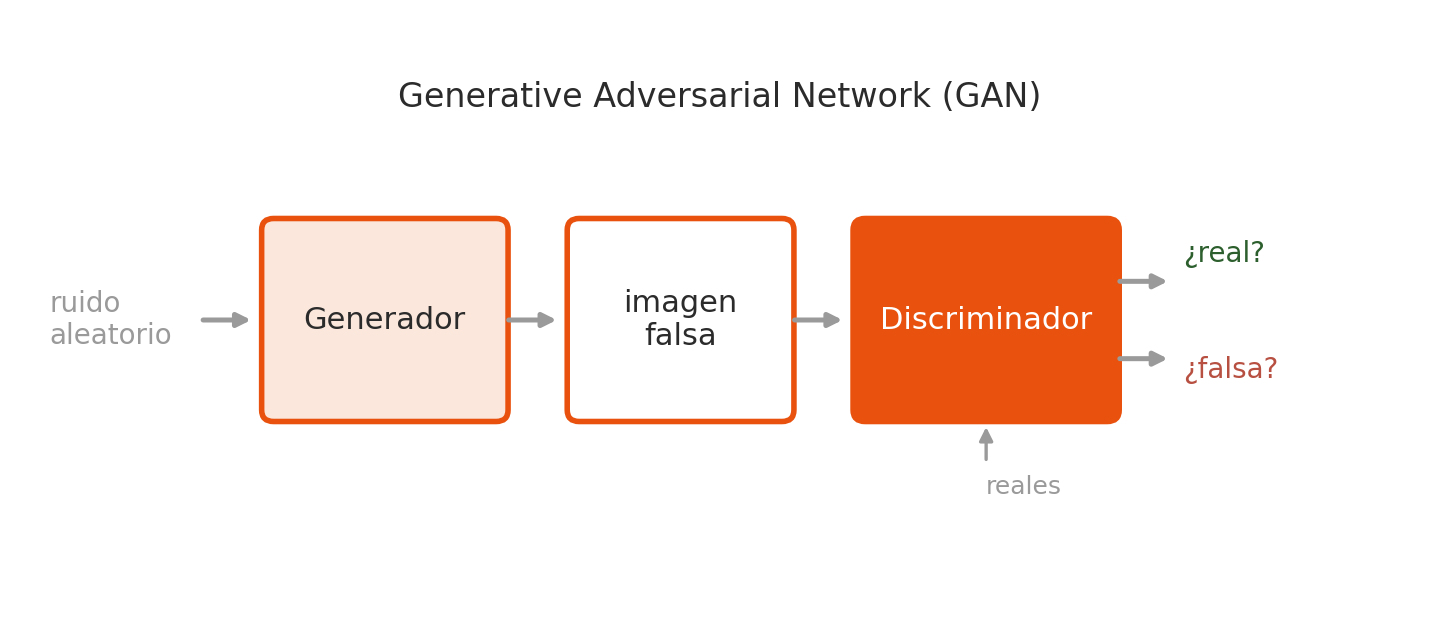 Generative Adversarial Network (GAN)
ruido
aleatorio
Generador
imagen
falsa
Discriminador
¿real?
¿falsa?
reales